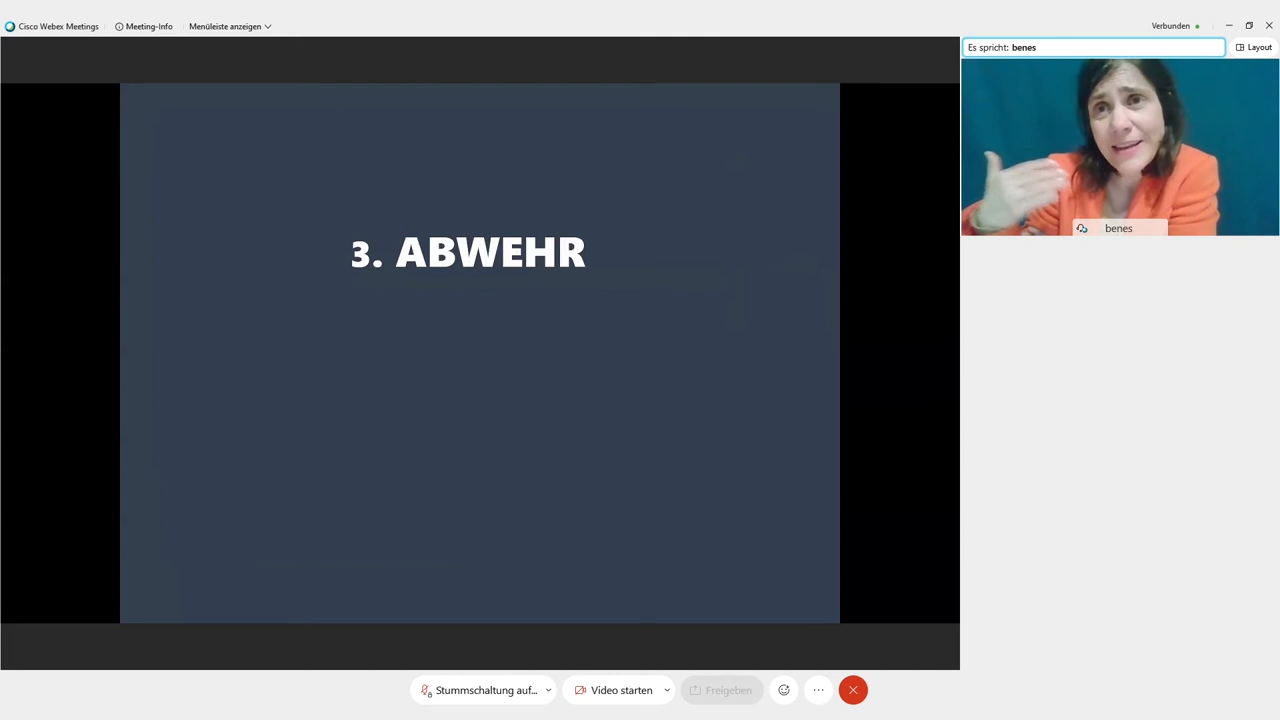 Cisco Webex Meetings
Meeting-Info
Menüleiste anzeigen
Verbunden
Es spricht: benes
Layout
benes
3. ABWEHR
Stummschaltung auf...
Video starten
Freigeben